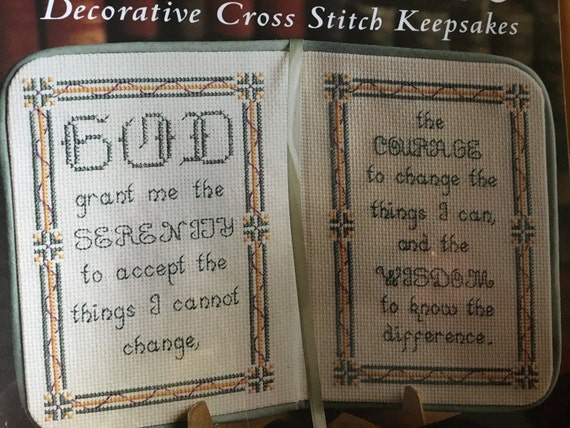 Decorative Cross Stitch Keepsakes
GOD
grant me the
SERENITY
to accept the
things I cannot
change,
the
COURAGE
to change the
things I can,
and the
WISDOM
to know the
difference.